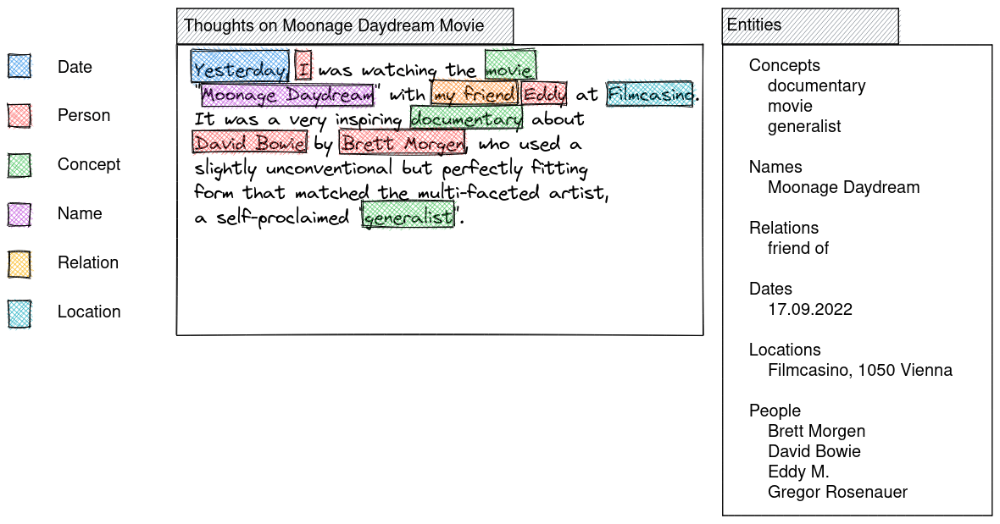 Date
Person
Concept
Name
Relation
Location
Thoughts on Moonage Daydream Movie
Yesterday, I was watching the movie
"Moonage Daydream" with my friend Eddy at Filmcasino.
It was a very inspiring documentary about
David Bowie by Brett Morgen, who used a
slightly unconventional but perfectly fitting
form that matched the multi-faceted artist,
a self-proclaimed "generalist".
Entities
Concepts
documentary
movie
generalist
Names
Moonage Daydream
Relations
friend of
Dates
17.09.2022
Locations
Filmcasino, 1050 Vienna
People
Brett Morgen
David Bowie
Eddy M.
Gregor Rosenauer